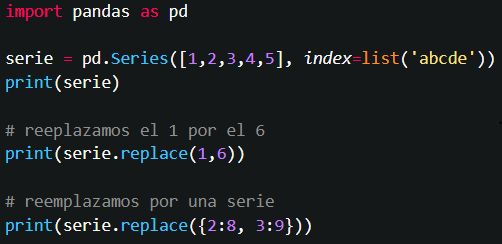 import pandas as pd
serie = pd.Series([1,2,3,4,5], index=list('abcde'))
print(serie)
# reeplazamos el 1 por el 6
print(serie.replace(1,6))
# reemplazamos por una serie
print(serie.replace({2:8, 3:9}))